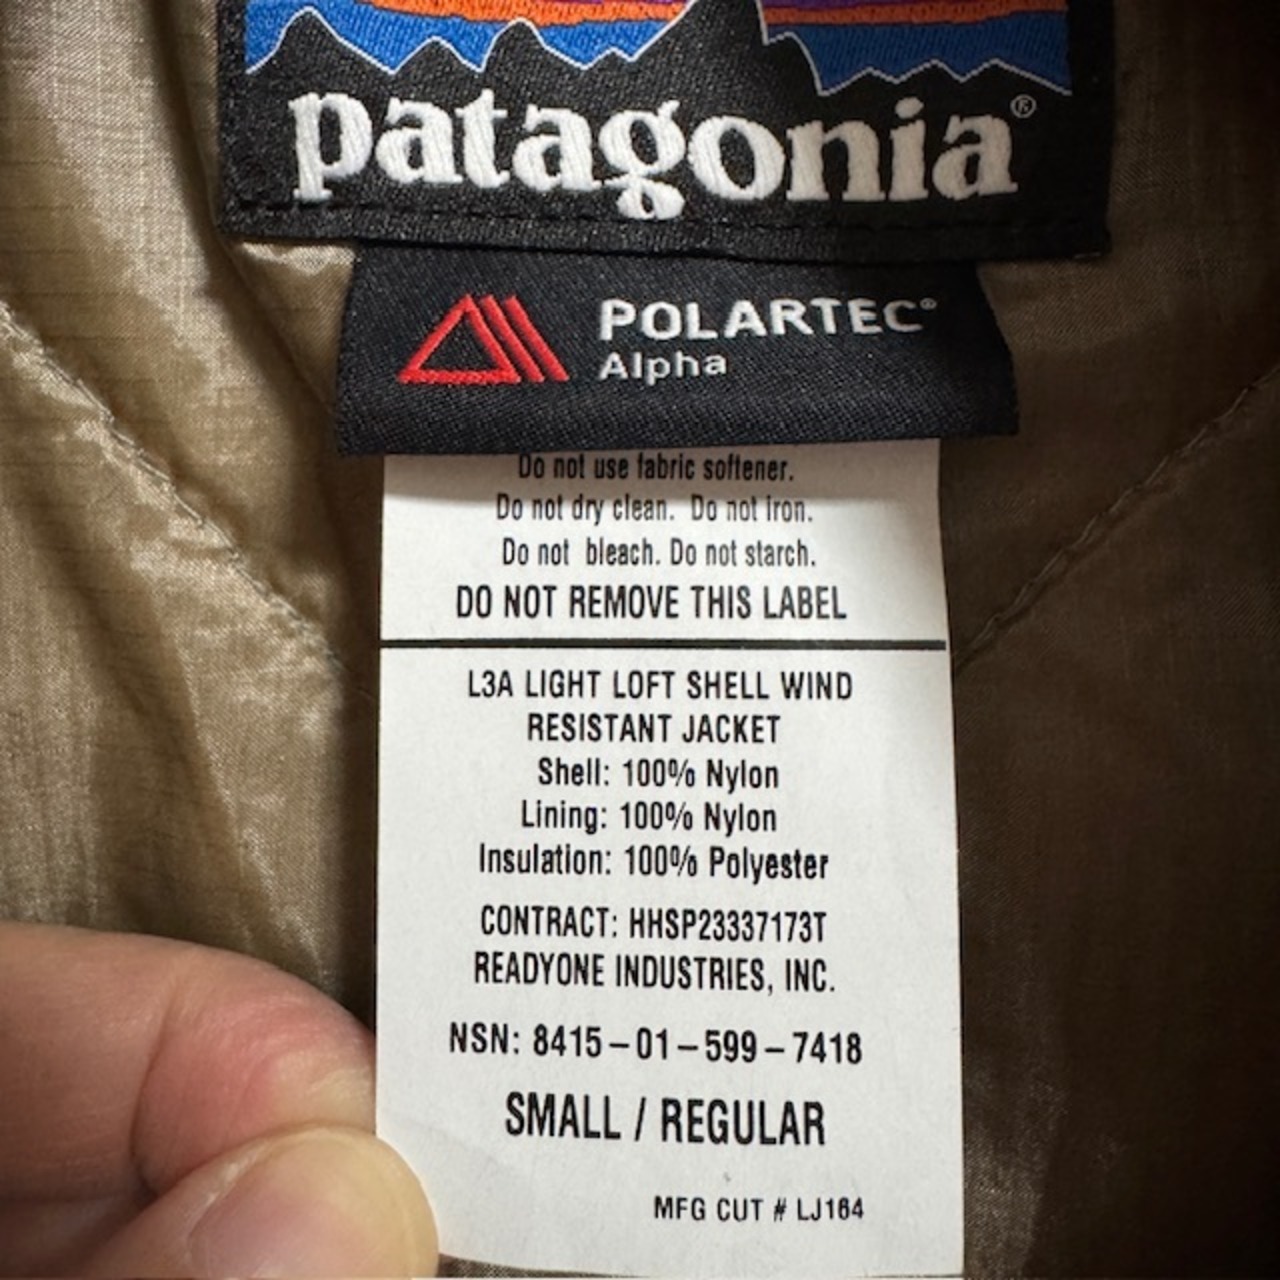 patagonia®
POLARTEC®
Alpha
Do not use fabric softener.
Do not dry clean. Do not iron.
Do not bleach. Do not starch.
DO NOT REMOVE THIS LABEL
L3A LIGHT LOFT SHELL WIND
RESISTANT JACKET
Shell: 100% Nylon
Lining: 100% Nylon
Insulation: 100% Polyester
CONTRACT: HHSP23337173T
READYONE INDUSTRIES, INC.
NSN: 8415-01-599-7418
SMALL / REGULAR
MFG CUT # LJ164